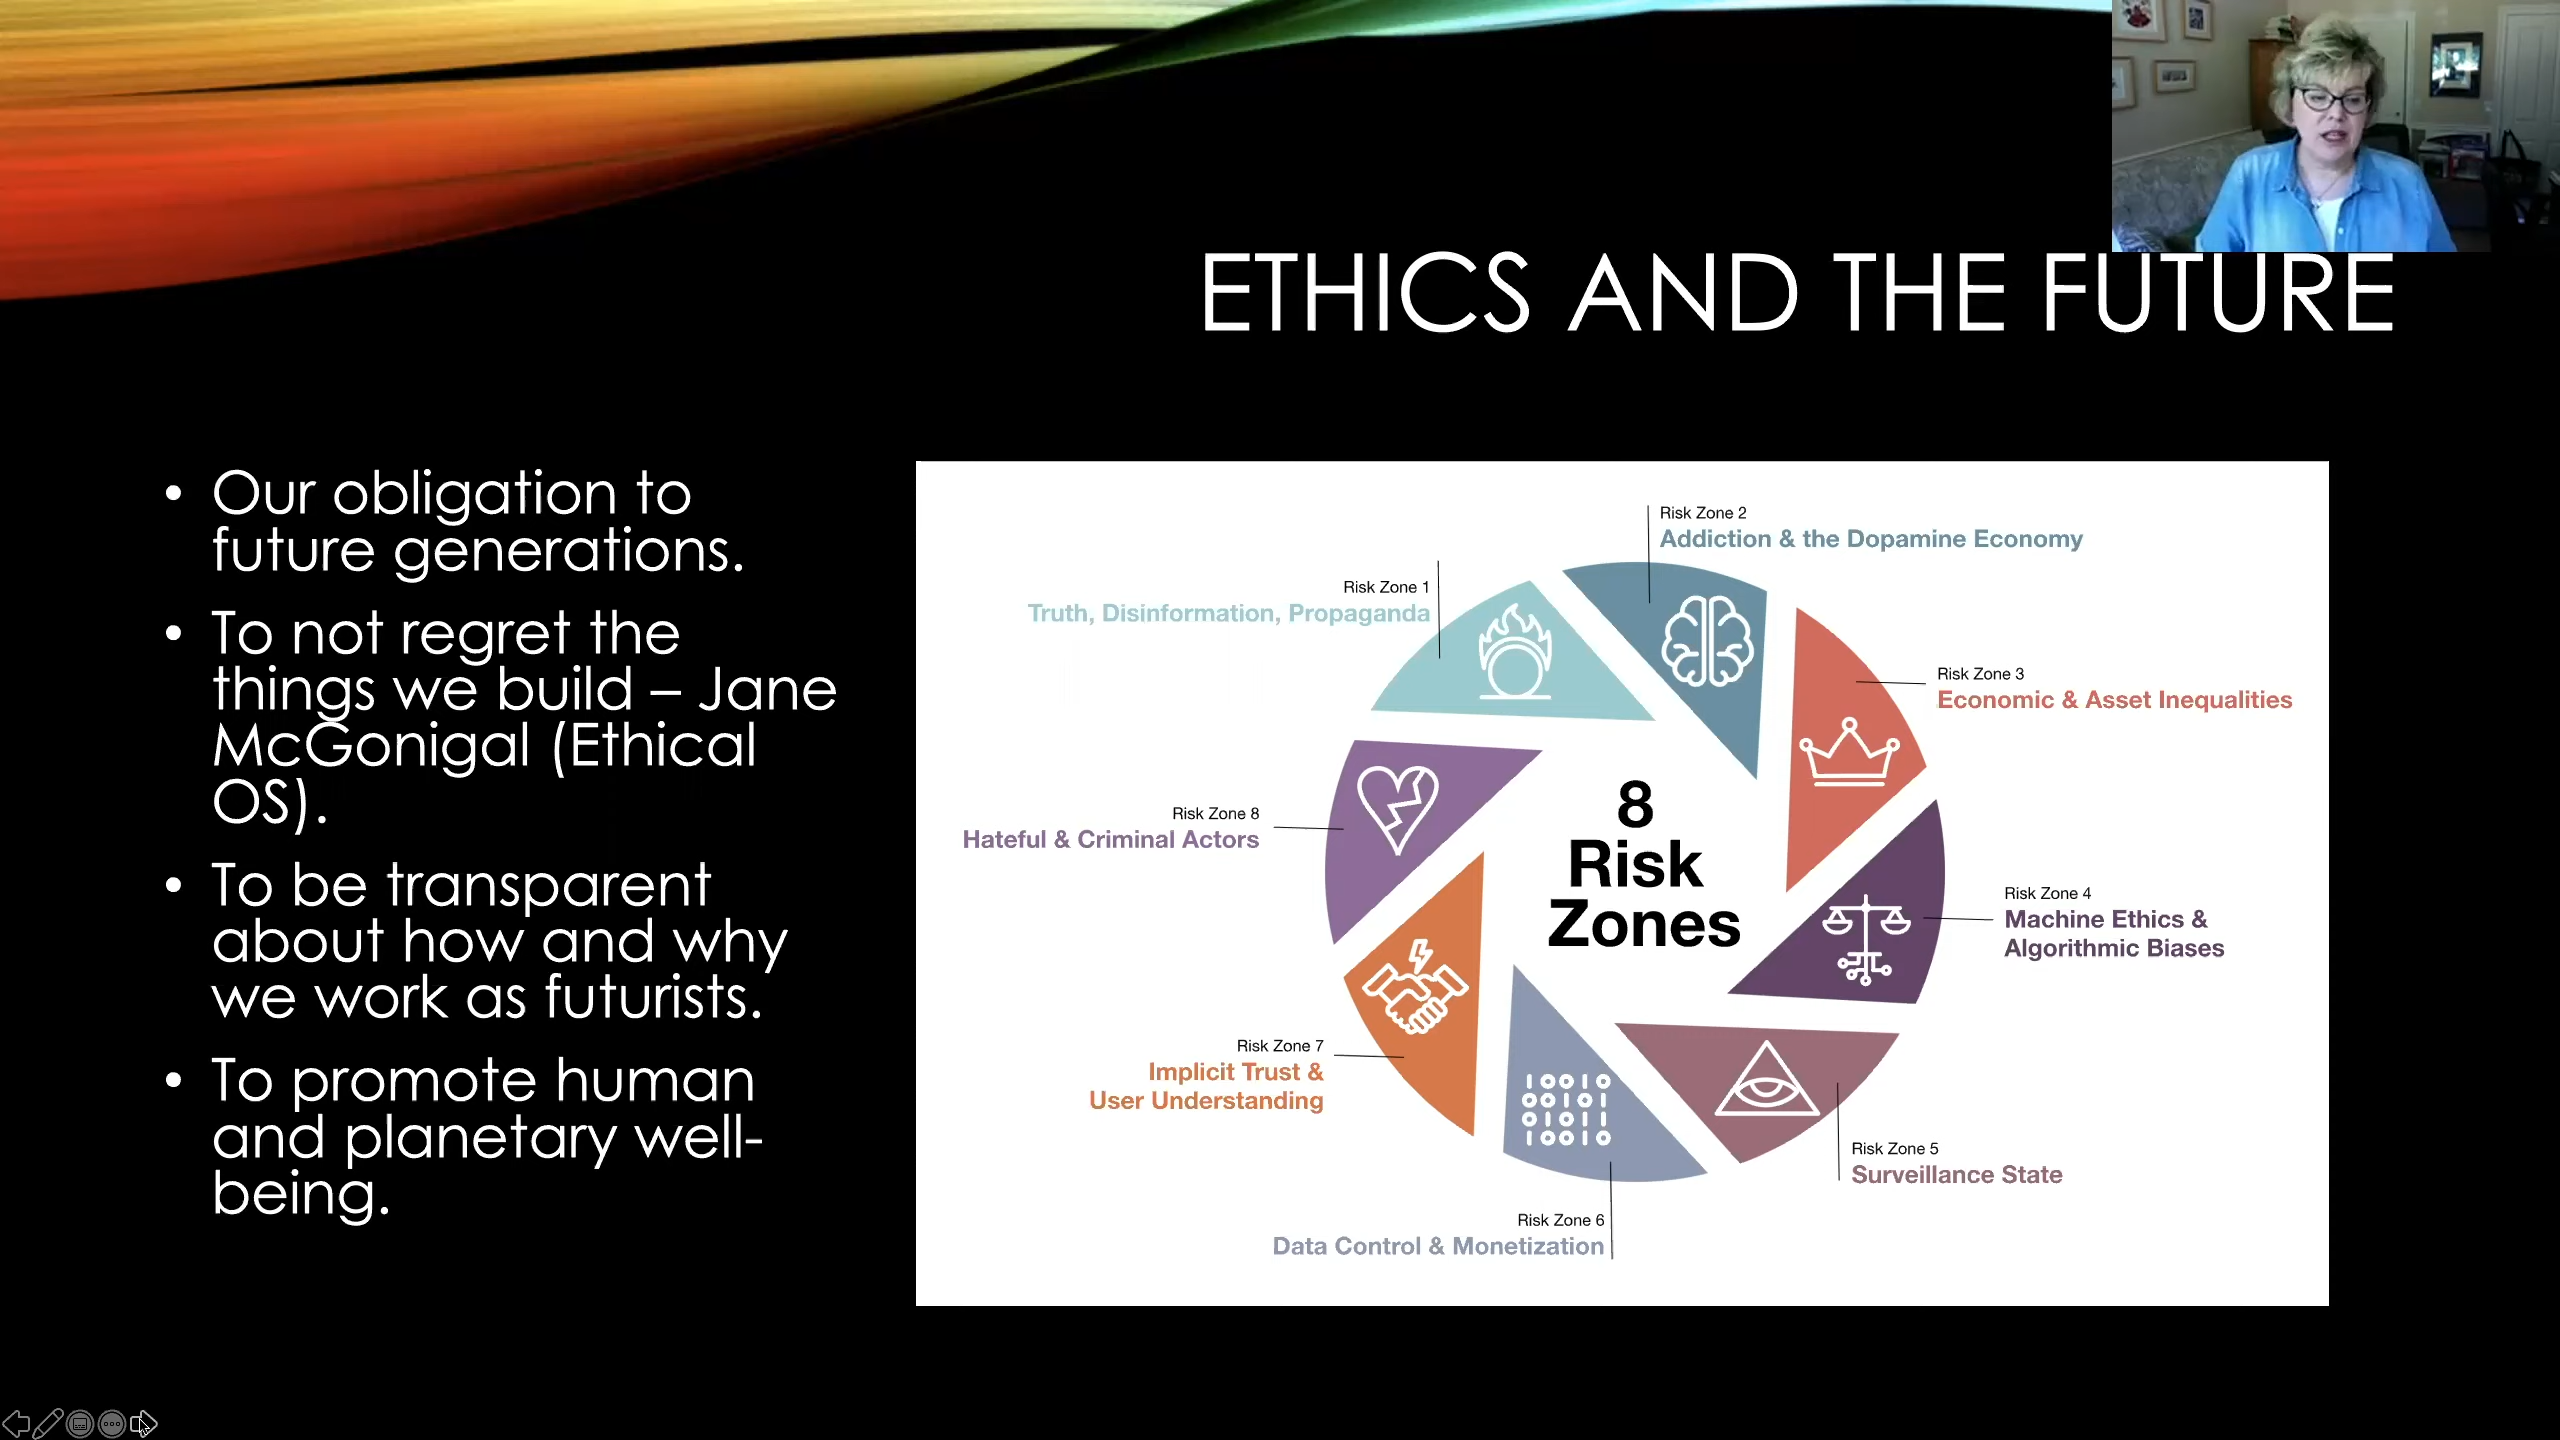 ETHICS AND THE FUTURE
• Our obligation to
future generations.
• To not regret the
things we build – Jane
McGonigal (Ethical
OS).
• To be transparent
about how and why
we work as futurists.
• To promote human
and planetary well-
being.
8
Risk
Zones
Risk Zone 1
Truth, Disinformation, Propaganda
Risk Zone 2
Addiction & the Dopamine Economy
Risk Zone 3
Economic & Asset Inequalities
Risk Zone 4
Machine Ethics &
Algorithmic Biases
Risk Zone 5
Surveillance State
Risk Zone 6
Data Control & Monetization
Risk Zone 7
Implicit Trust &
User Understanding
Risk Zone 8
Hateful & Criminal Actors
10010
00101
01011
10010